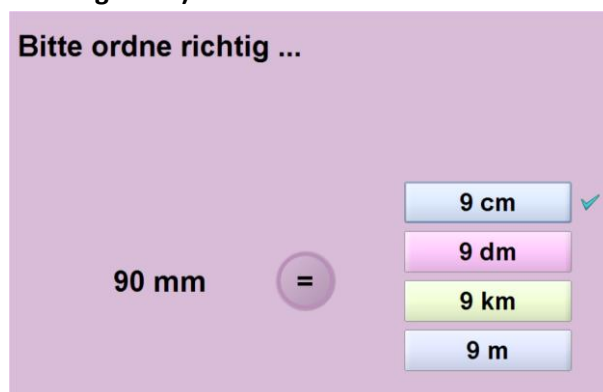 Bitte ordne richtig ...
9 cm
9 dm
90 mm =
9 km
9 m